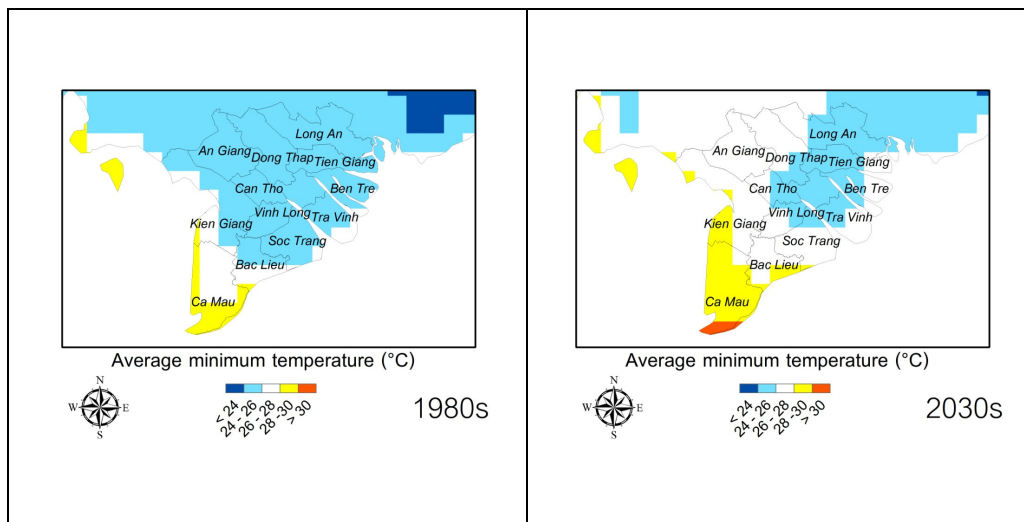 Long An
An Giang
Dong Thap
Tien Giang
Can Tho
Ben Tre
Vinh Long
Kien Giang
Tra Vinh
Soc Trang
Bac Lieu
Ca Mau
Average minimum temperature (°C)
N
W
E
S
< 24
24 - 26
26 - 28
28 -30
> 30
1980s
Long An
An Giang
Dong Thap
Tien Giang
Can Tho
Ben Tre
Vinh Long
Kien Giang
Tra Vinh
Soc Trang
Bac Lieu
Ca Mau
Average minimum temperature (°C)
N
W
E
S
< 24
24 - 26
26 - 28
28 -30
> 30
2030s